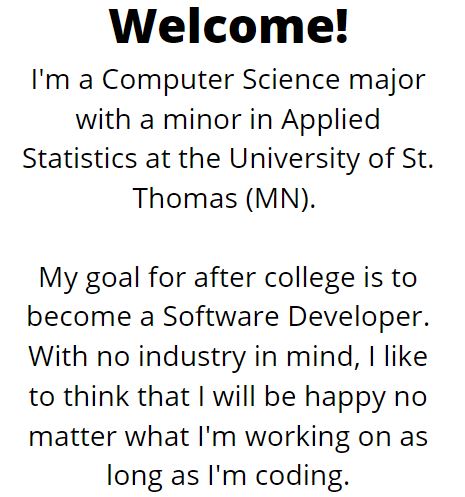 Welcome!
I'm a Computer Science major
with a minor in Applied
Statistics at the University of St.
Thomas (MN).
My goal for after college is to
become a Software Developer.
With no industry in mind, I like
to think that I will be happy no
matter what I'm working on as
long as I'm coding.